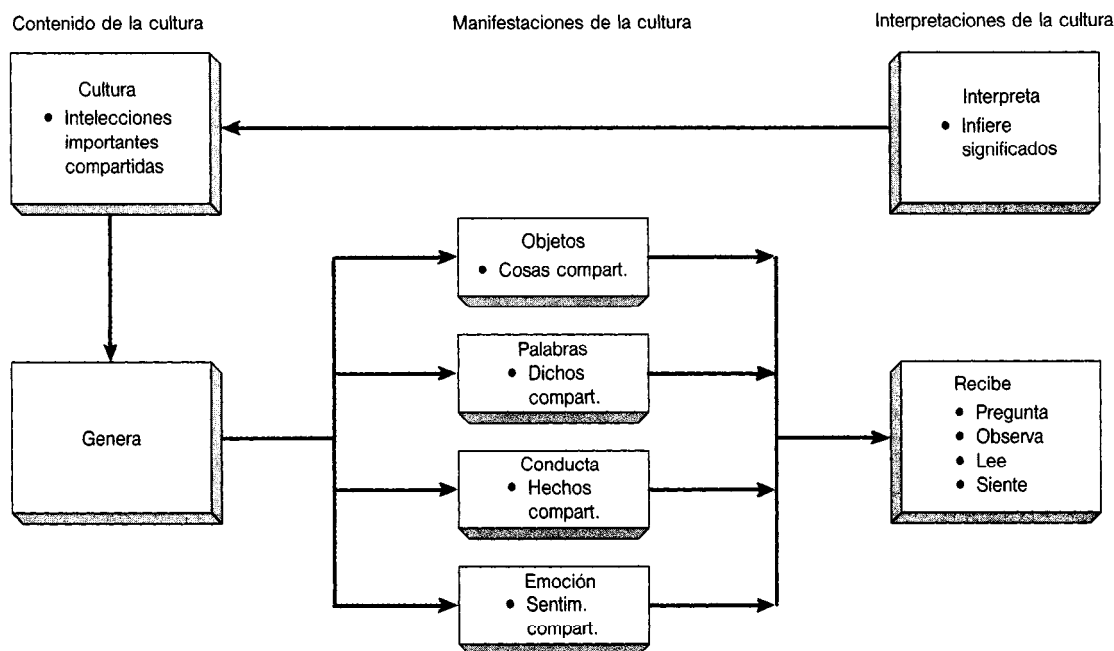 Contenido de la cultura
Manifestaciones de la cultura
Interpretaciones de la cultura
Cultura
• Intelecciones
importantes
compartidas
Interpreta
• Infiere
significados
Objetos
• Cosas compart.
Palabras
• Dichos
compart.
Genera
Conducta
• Hechos
compart.
Emoción
• Sentim.
compart.
Recibe
• Pregunta
• Observa
• Lee
• Siente